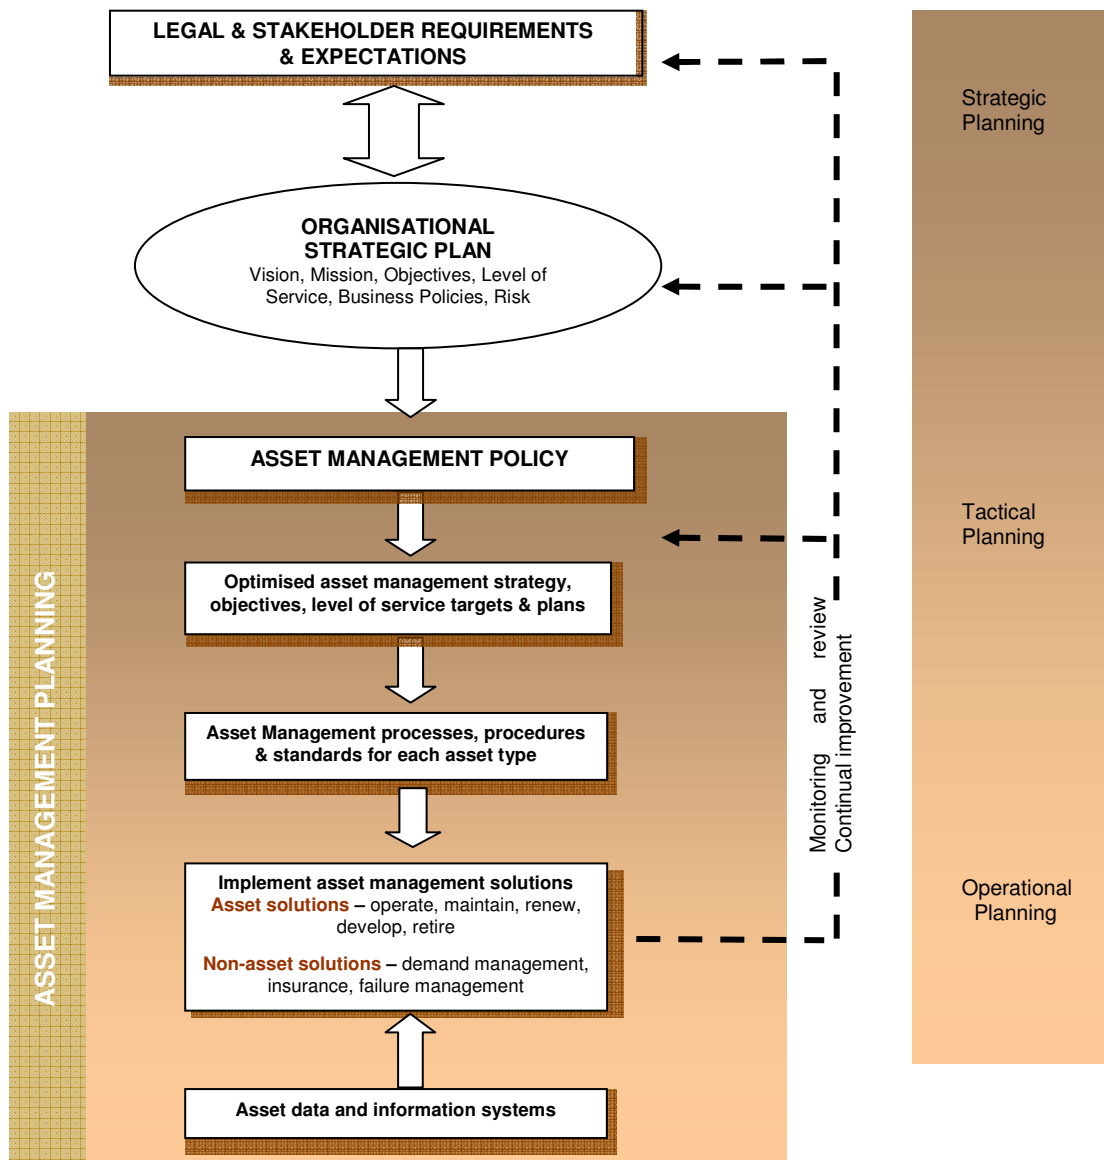 LEGAL & STAKEHOLDER REQUIREMENTS
& EXPECTATIONS
Strategic
Planning
ORGANISATIONAL
STRATEGIC PLAN
Vision, Mission, Objectives, Level of
Service, Business Policies, Risk
ASSET MANAGEMENT PLANNING
ASSET MANAGEMENT POLICY
Tactical
Planning
Optimised asset management strategy,
objectives, level of service targets & plans
Monitoring and review
Continual improvement
Asset Management processes, procedures
& standards for each asset type
Implement asset management solutions
Asset solutions – operate, maintain, renew,
develop, retire
Non-asset solutions – demand management,
insurance, failure management
Operational
Planning
Asset data and information systems